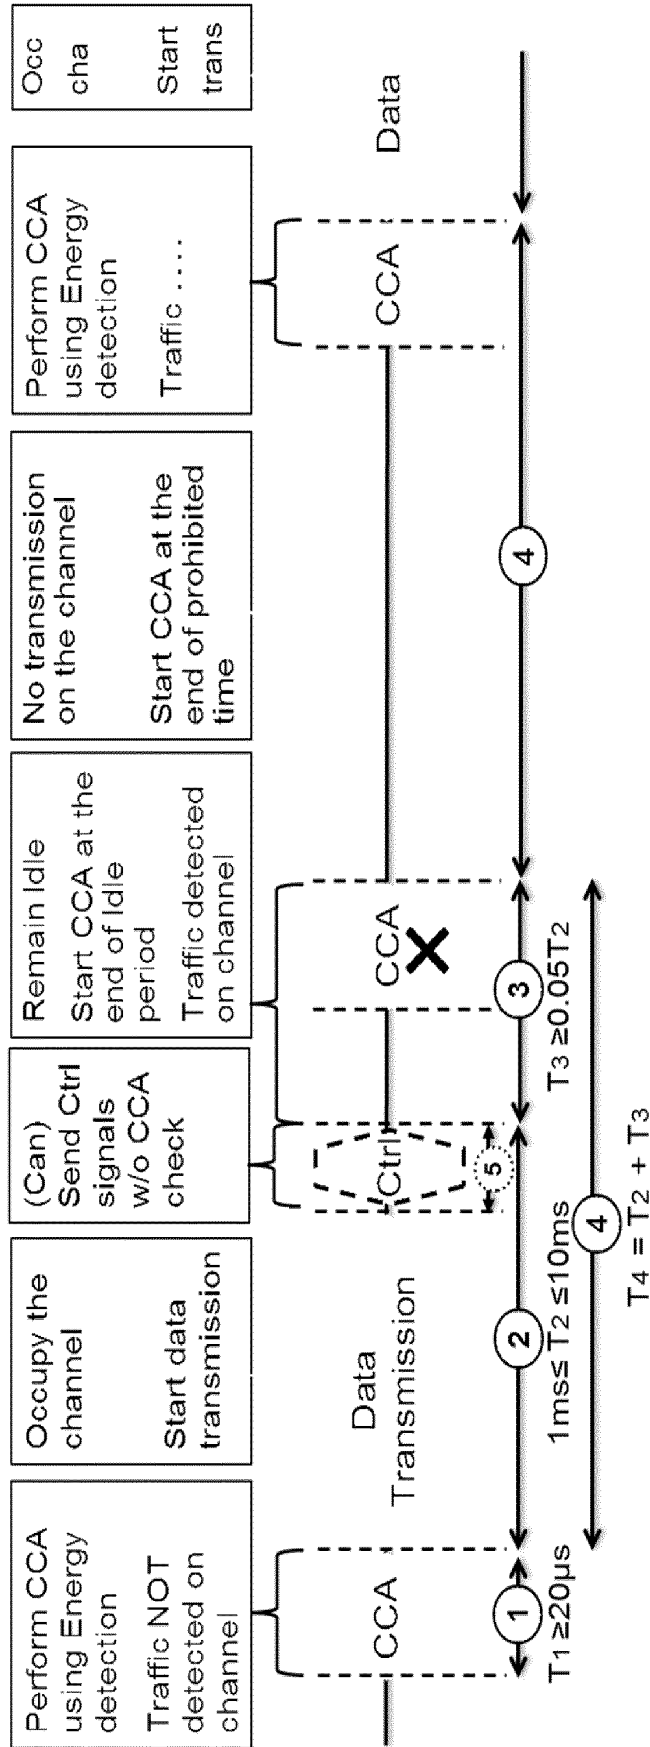 Perform CCA
using Energy
detection
Traffic NOT
detected on
channel
Occupy the
channel
Start data
transmission
(Can)
Send Ctrl
signals
w/o CCA
check
Remain Idle
Start CCA at the
end of Idle
period
Traffic detected
on channel
No transmission
on the channel
Start CCA at the
end of prohibited
time
Perform CCA
using Energy
detection
Traffic ....
Occ
cha
Start
trans
CCA
Data
Transmission
Ctrl
CCA
CCA
Data
5
1
2
3
4
T1 ≥20µs
1ms≤ T2 ≤10ms
T3 ≥0.05T2
4
T4 = T2 + T3